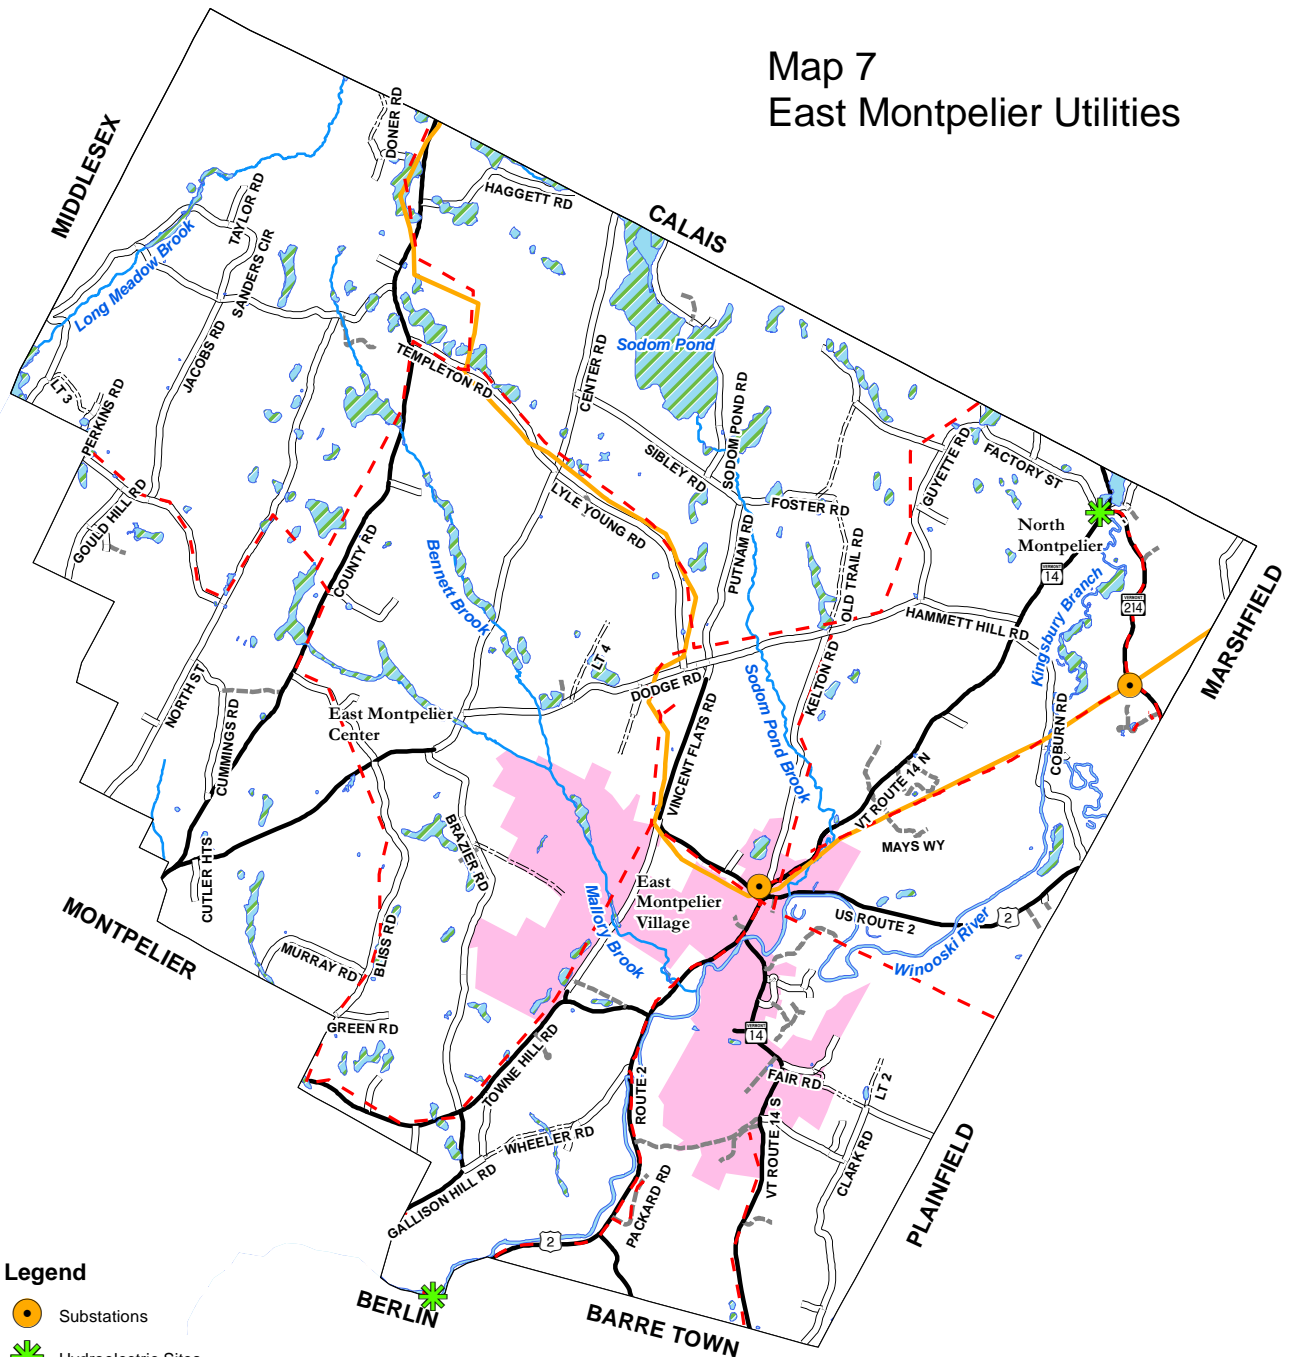 Map 7
East Montpelier Utilities
MIDDLESEX
CALAIS
DONER RD
HAGGETT RD
TAYLOR RD
Long Meadow Brook
SANDERS CIR
JACOBS RD
Sodom Pond
TEMPLETON RD
CENTER RD
LT 3
PERKINS RD
SODOM POND RD
SIBLEY RD
GUYETTE RD
FACTORY ST
FOSTER RD
GOULD HILL RD
LYLE YOUNG RD
North
Montpelier
VERMONT
14
COUNTY RD
Bennett Brook
PUTNAM RD
OLD TRAIL RD
Kingsbury Branch
VERMONT
214
HAMMETT HILL RD
MARSHFIELD
LT 4
DODGE RD
KELTON RD
NORTH ST
CUMMINGS RD
East Montpelier
Center
Sodom Pond Brook
VINCENT FLATS RD
COBURN RD
VT ROUTE 14 N
MAYS WY
BRAZIER RD
CUTLER HTS
East
Montpelier
Village
Mallory Brook
US ROUTE 2
2
Winooski River
MONTPELIER
MURRAY RD
BLISS RD
GREEN RD
VERMONT
14
TOWNE HILL RD
ROUTE 2
FAIR RD
LT 2
WHEELER RD
VT ROUTE 14 S
CLARK RD
PLAINFIELD
GALLISON HILL RD
PACKARD RD
2
Legend
Substations
BERLIN
BARRE TOWN
Hydroelectric Sites